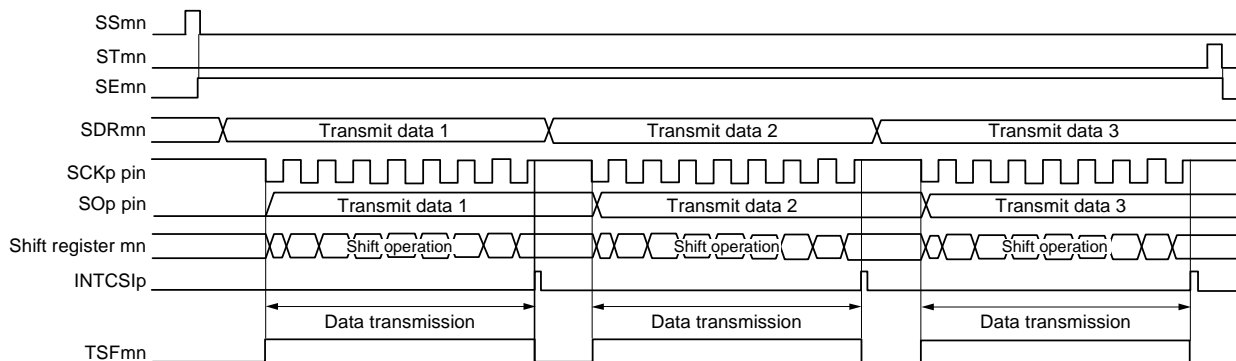 SSmn
STmn
SEmn
SDRmn Transmit data 1 Transmit data 2 Transmit data 3
SCKp pin
SOp pin Transmit data 1 Transmit data 2 Transmit data 3
Shift register mn Shift operation Shift operation Shift operation
INTCSIp
Data transmission Data transmission Data transmission
TSFmn